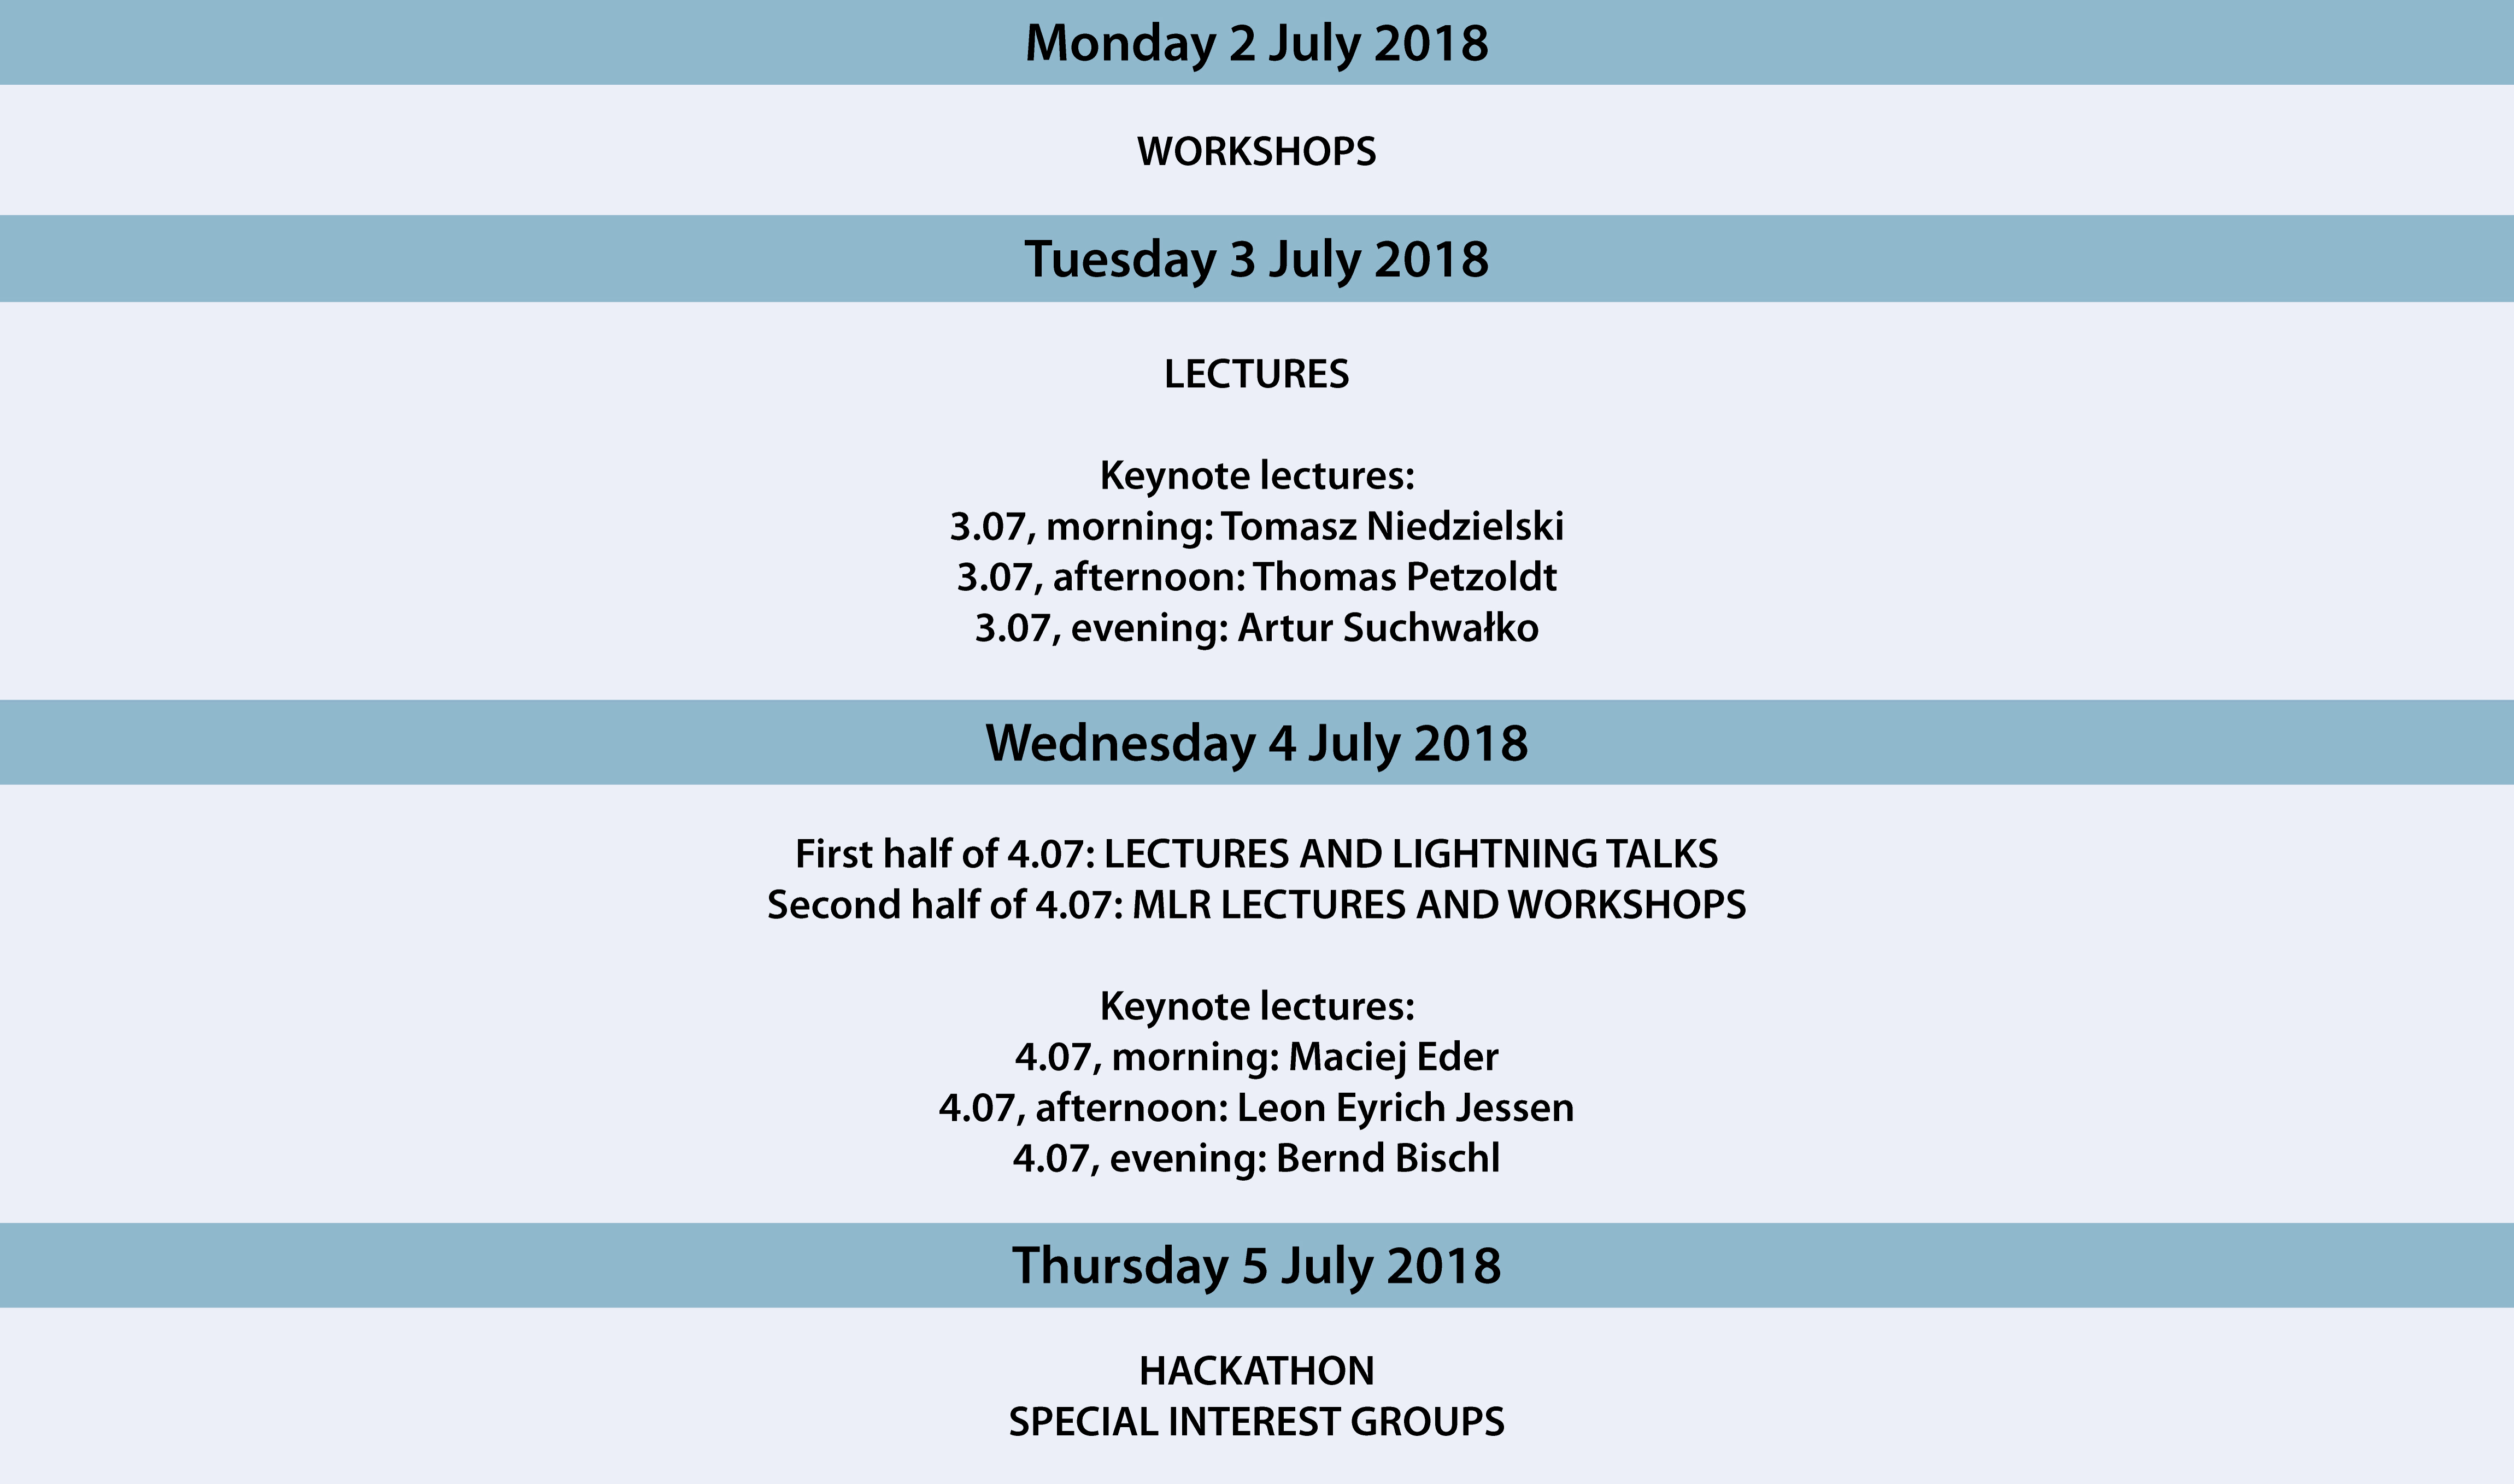 Monday 2 July 2018
WORKSHOPS
Tuesday 3 July 2018
LECTURES
Keynote lectures:
3.07, morning: Tomasz Niedzielski
3.07, afternoon: Thomas Petzoldt
3.07, evening: Artur Suchwałko
Wednesday 4 July 2018
First half of 4.07: LECTURES AND LIGHTNING TALKS
Second half of 4.07: MLR LECTURES AND WORKSHOPS
Keynote lectures:
4.07, morning: Maciej Eder
4.07, afternoon: Leon Eyrich Jessen
4.07, evening: Bernd Bischl
Thursday 5 July 2018
HACKATHON
SPECIAL INTEREST GROUPS